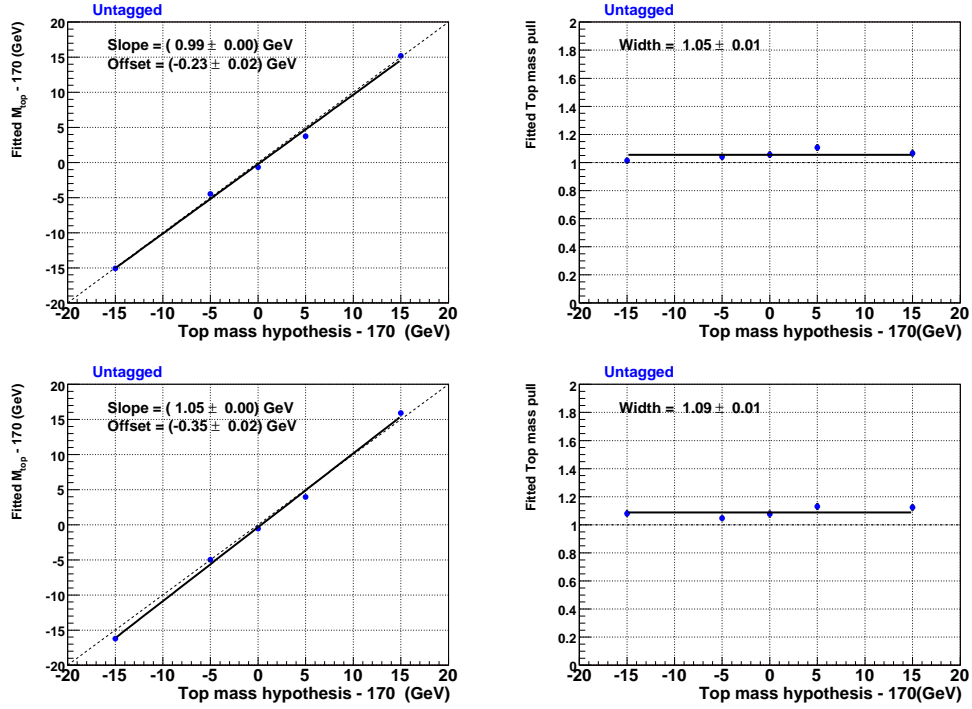 Untagged
Fitted Mtop - 170 (GeV)
Slope = ( 0.99 ± 0.00) GeV
Offset = (-0.23 ± 0.02) GeV
20
15
10
5
0
-5
-10
-15
-20
-20 -15 -10 -5 0 5 10 15 20
Top mass hypothesis - 170 (GeV)
Untagged
Fitted Top mass pull
Width = 1.05 ± 0.01
2
1.8
1.6
1.4
1.2
1
0.8
0.6
0.4
0.2
0
-20 -15 -10 -5 0 5 10 15 20
Top mass hypothesis - 170(GeV)
Untagged
Fitted Mtop - 170 (GeV)
Slope = ( 1.05 ± 0.00) GeV
Offset = (-0.35 ± 0.02) GeV
20
15
10
5
0
-5
-10
-15
-20
-20 -15 -10 -5 0 5 10 15 20
Top mass hypothesis - 170 (GeV)
Untagged
Fitted Top mass pull
Width = 1.09 ± 0.01
2
1.8
1.6
1.4
1.2
1
0.8
0.6
0.4
0.2
0
-20 -15 -10 -5 0 5 10 15 20
Top mass hypothesis - 170(GeV)